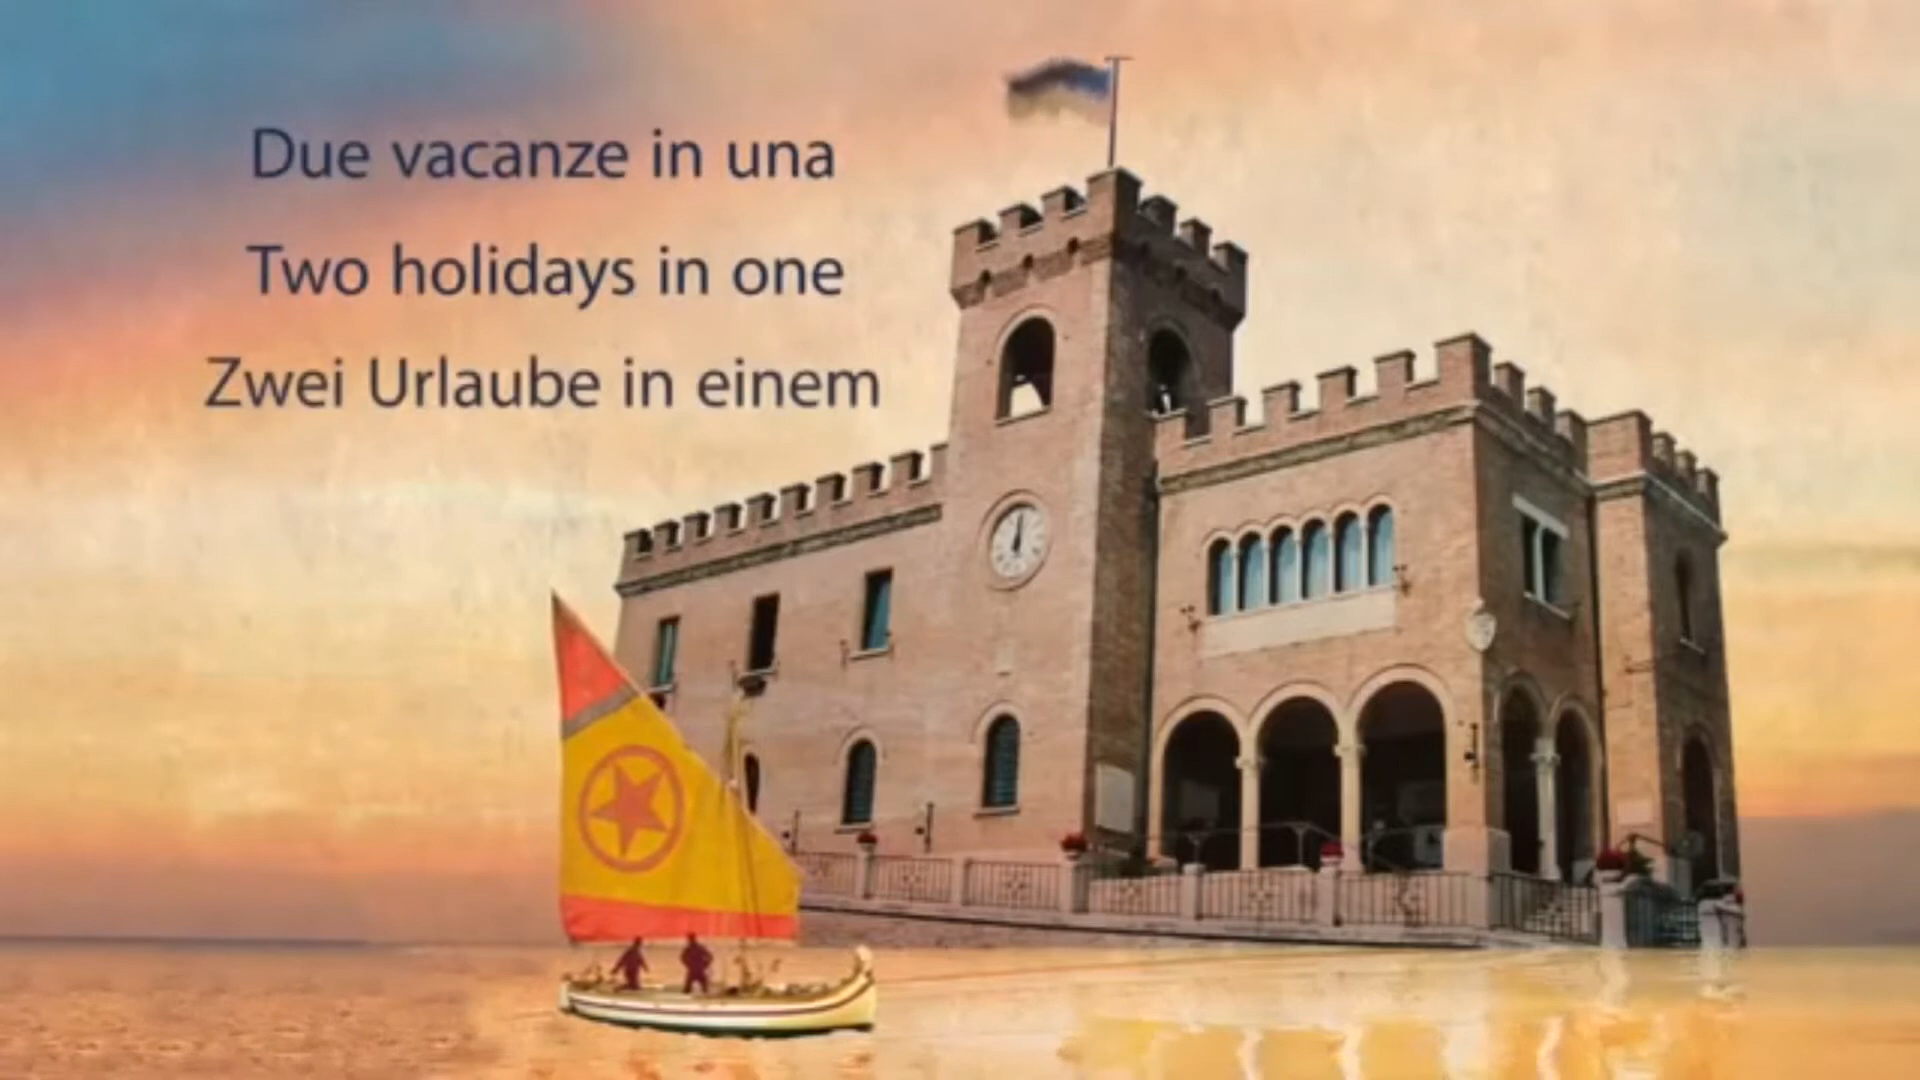 Due vacanze in una
Two holidays in one
Zwei Urlaube in einem